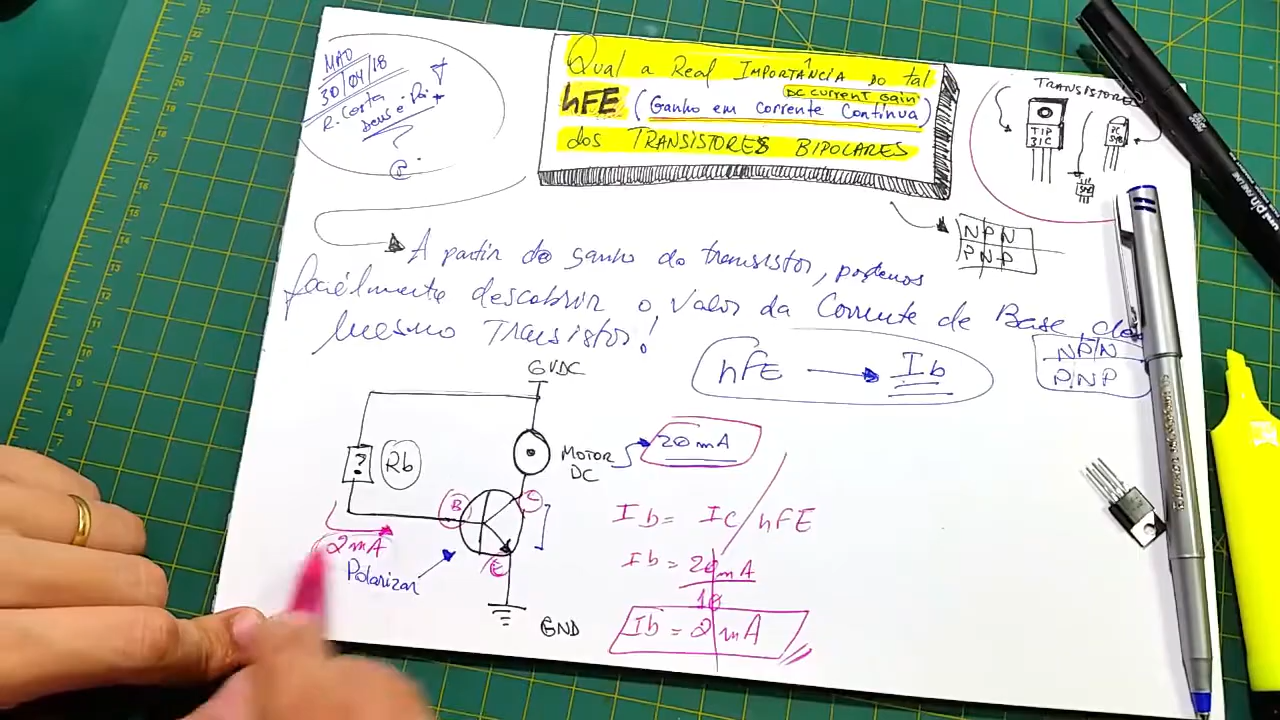 MAO
30/04/18
R. Costa
Deus é Pai
Qual a Real IMPORTÂNCIA do tal
DC CURRENT GAIN
hFE (Ganho em Corrente Contínua)
dos TRANSISTORES BIPOLARES
TRANSISTORES
TIP
31C
NPN
PNP
A partir do ganho do transistor, podemos
facilmente descobrir o valor da Corrente de Base, do
mesmo Transistor!
NPN
PNP
hFE → Ib
6VDC
? Rb
MOTOR
DC
20mA
B
C
E
2mA
Polarizar
GND
Ib = Ic/hFE
Ib = 20mA
10
Ib = 2mA